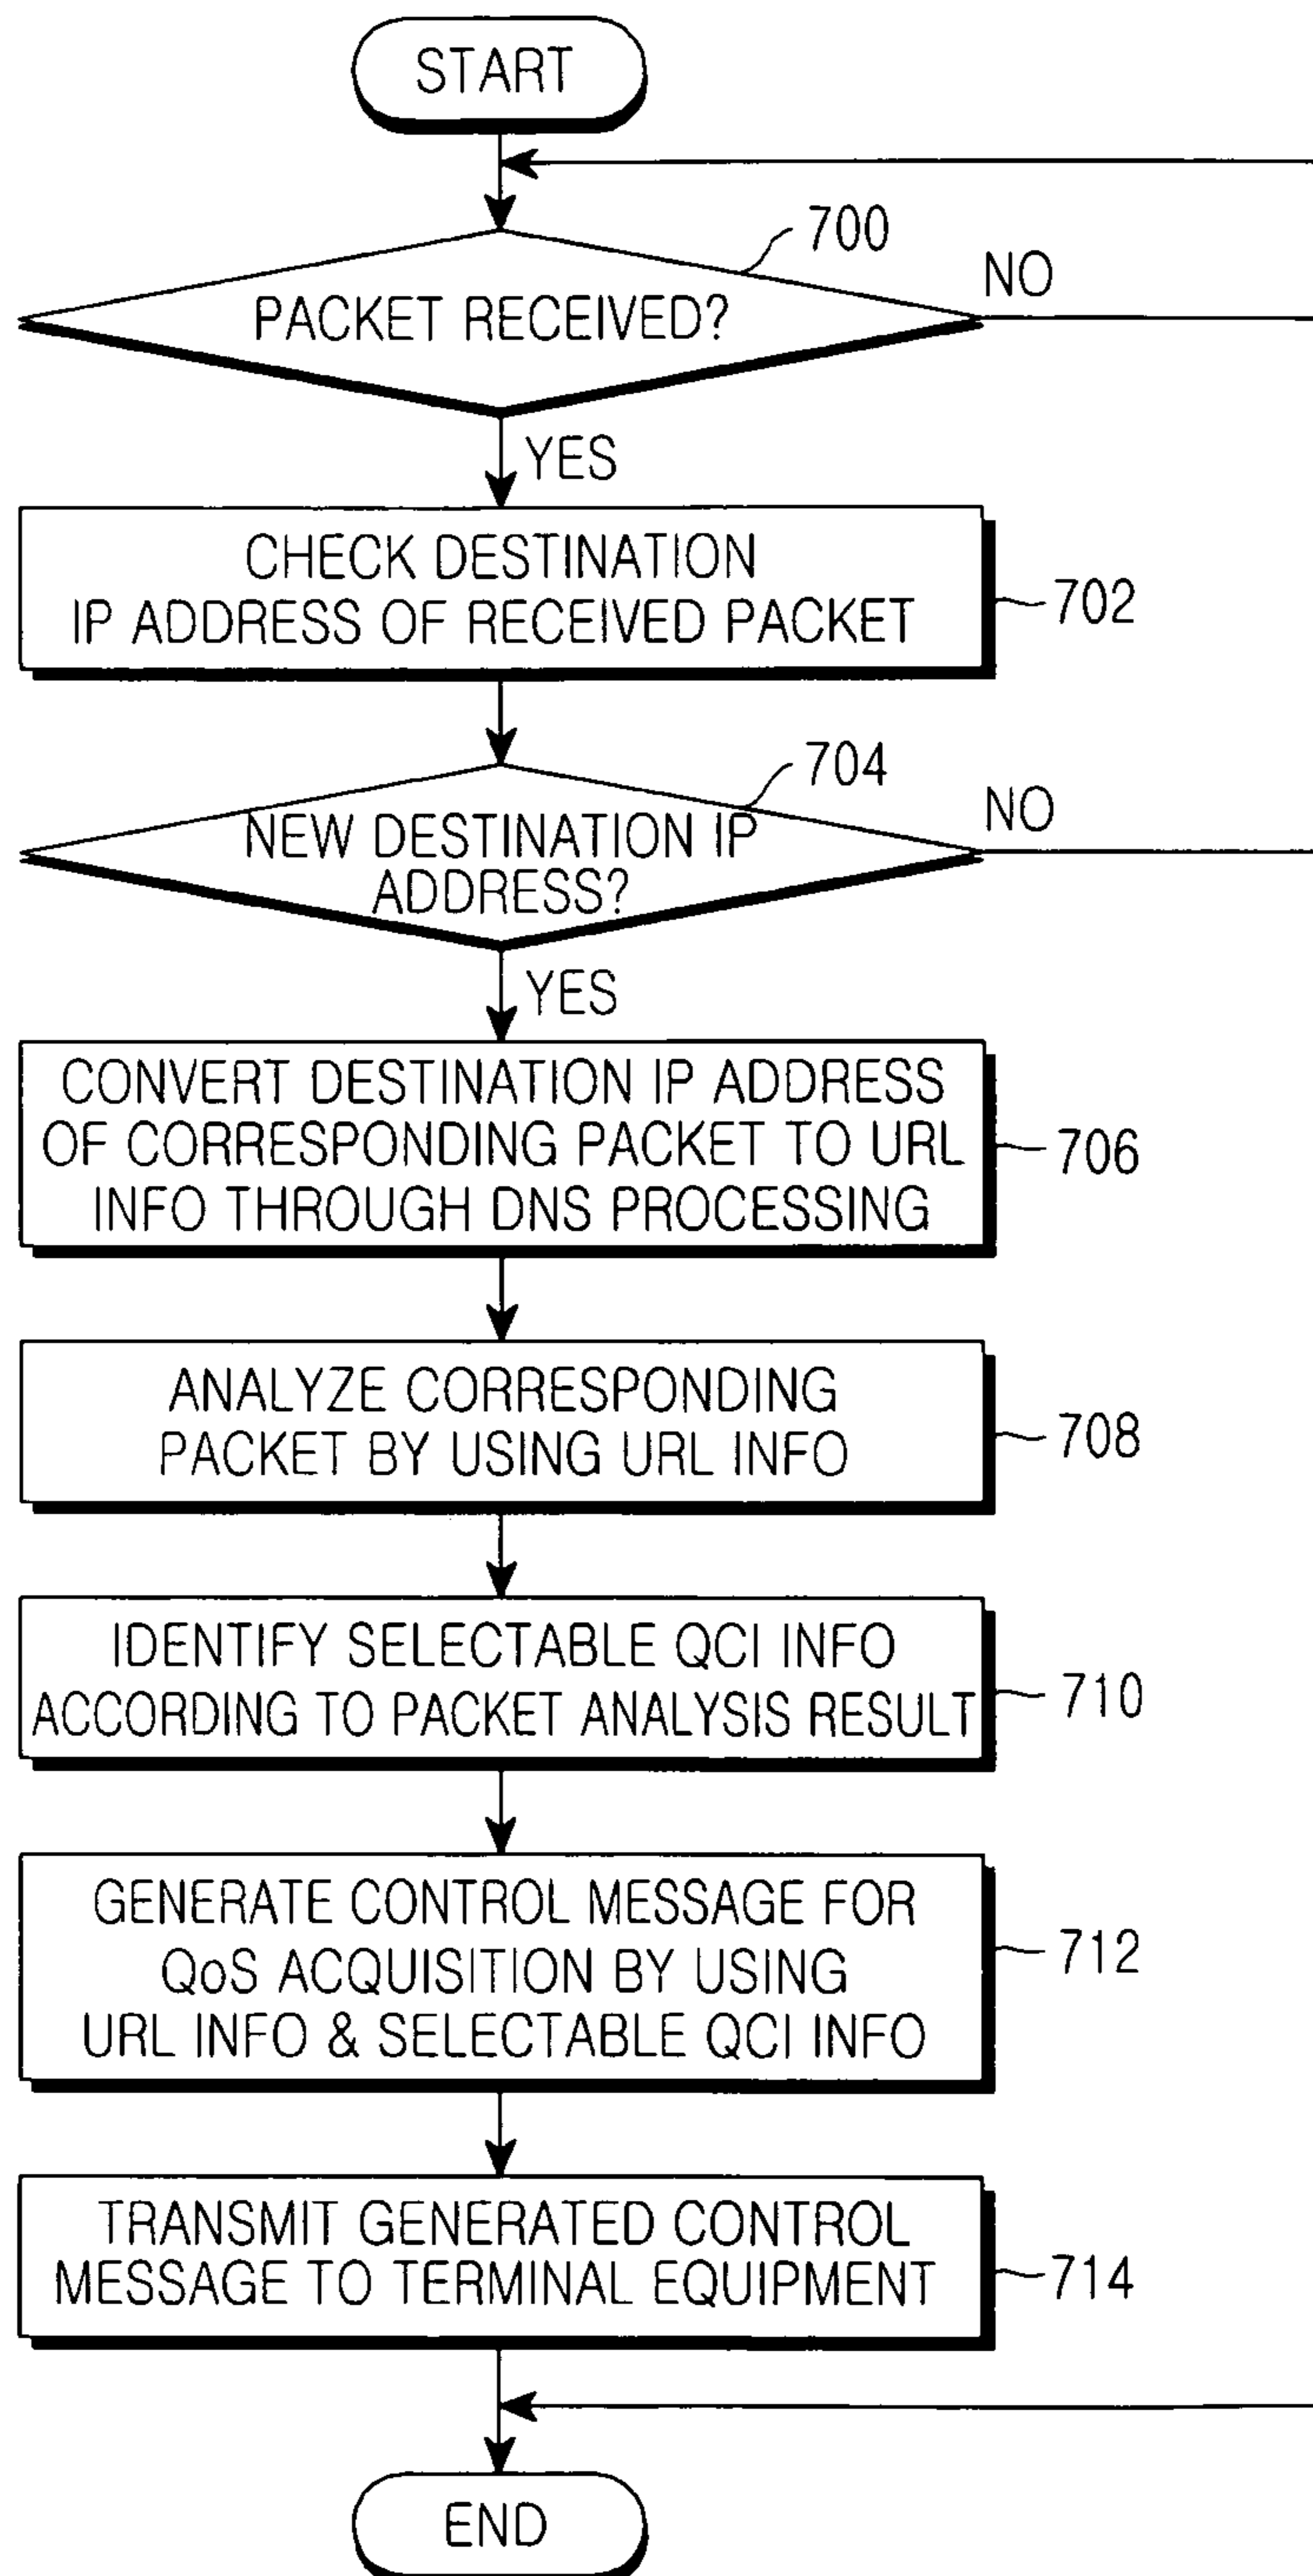 START
700
NO
PACKET RECEIVED?
YES
CHECK DESTINATION
IP ADDRESS OF RECEIVED PACKET
702
704
NO
NEW DESTINATION IP
ADDRESS?
YES
CONVERT DESTINATION IP ADDRESS
OF CORRESPONDING PACKET TO URL
INFO THROUGH DNS PROCESSING
706
ANALYZE CORRESPONDING
PACKET BY USING URL INFO
708
IDENTIFY SELECTABLE QCI INFO
ACCORDING TO PACKET ANALYSIS RESULT
710
GENERATE CONTROL MESSAGE FOR
QoS ACQUISITION BY USING
URL INFO & SELECTABLE QCI INFO
712
TRANSMIT GENERATED CONTROL
MESSAGE TO TERMINAL EQUIPMENT
714
END